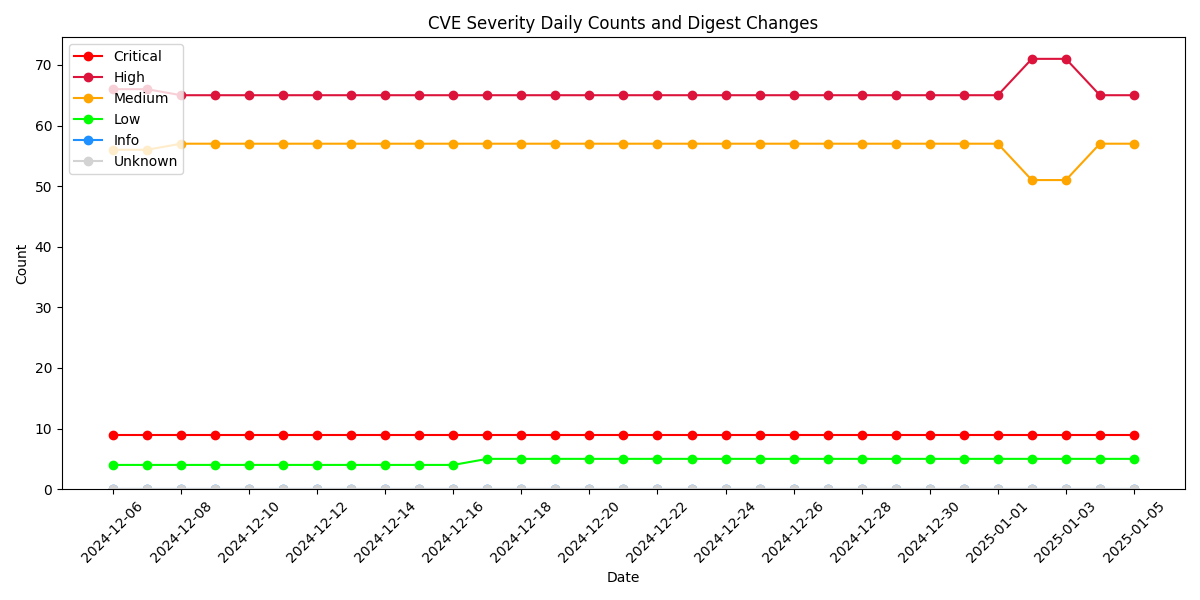 CVE Severity Daily Counts and Digest Changes
Critical
High
Medium
Low
Info
Unknown
70
60
50
40
30
20
10
0
Count
2024-12-06
2024-12-08
2024-12-10
2024-12-12
2024-12-14
2024-12-16
2024-12-18
2024-12-20
2024-12-22
2024-12-24
2024-12-26
2024-12-28
2024-12-30
2025-01-01
2025-01-03
2025-01-05
Date